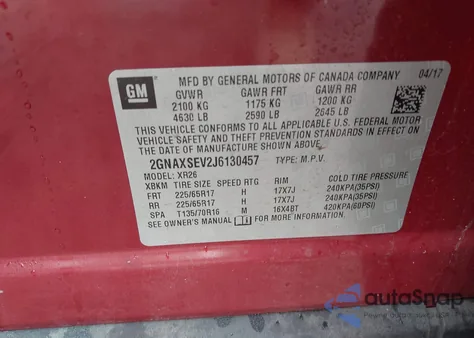 GM
MFD BY GENERAL MOTORS OF CANADA COMPANY 04/17
GVWR GAWR FRT GAWR RR
2100 KG 1175 KG 1200 KG
4630 LB 2590 LB 2645 LB
THIS VEHICLE CONFORMS TO ALL APPLICABLE U.S.
FEDERAL MOTOR VEHICLE SAFETY, BUMPER, AND
THEFT PREVENTION STANDARDS IN EFFECT ON THE
DATE OF MANUFACTURE SHOWN ABOVE.
2GNAXSEV2J6130457 TYPE: M.P.V.
MODEL: XR26
XBKM TIRE SIZE SPEED RTG RIM COLD TIRE PRESSURE
FRT 225/65R17 H 17X7J 240KPA(35PSI)
RR 225/65R17 H 17X7J 240KPA(35PSI)
SPA T135/70R16 M 16X4BT 420KPA(60PSI)
SEE OWNER'S MANUAL FOR MORE INFORMATION.
autoSnap